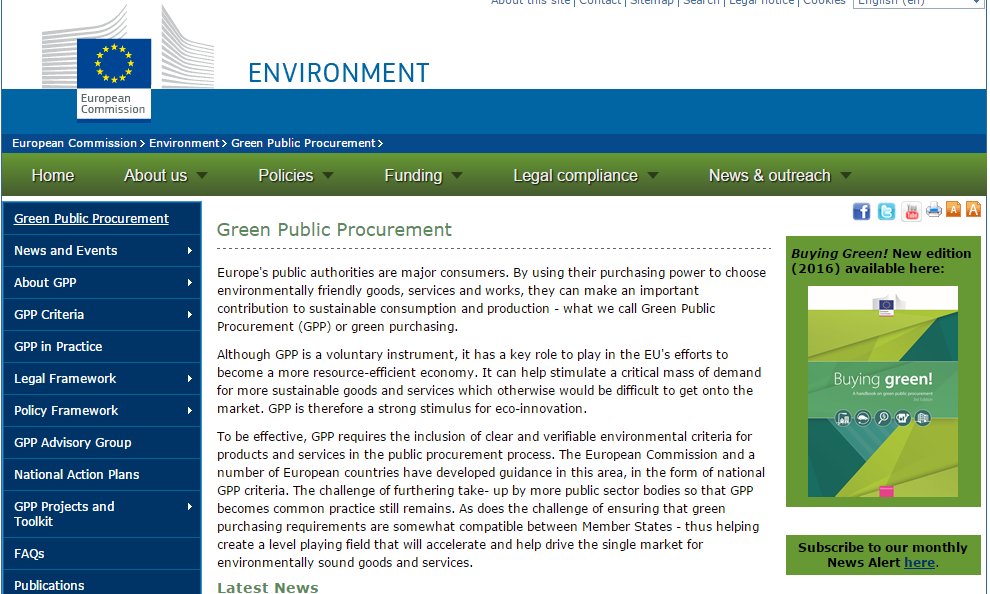 About this site | Contact | Sitemap | Search | Legal notice | Cookies
English (en)
European
Commission
ENVIRONMENT
European Commission > Environment > Green Public Procurement >
Home
About us
Policies
Funding
Legal compliance
News & outreach
Green Public Procurement
News and Events
About GPP
GPP Criteria
GPP in Practice
Legal Framework
Policy Framework
GPP Advisory Group
National Action Plans
GPP Projects and
Toolkit
FAQs
Publications
Green Public Procurement
Europe's public authorities are major consumers. By using their purchasing power to choose
environmentally friendly goods, services and works, they can make an important
contribution to sustainable consumption and production - what we call Green Public
Procurement (GPP) or green purchasing.
Although GPP is a voluntary instrument, it has a key role to play in the EU's efforts to
become a more resource-efficient economy. It can help stimulate a critical mass of demand
for more sustainable goods and services which otherwise would be difficult to get onto the
market. GPP is therefore a strong stimulus for eco-innovation.
To be effective, GPP requires the inclusion of clear and verifiable environmental criteria for
products and services in the public procurement process. The European Commission and a
number of European countries have developed guidance in this area, in the form of national
GPP criteria. The challenge of furthering take- up by more public sector bodies so that GPP
becomes common practice still remains. As does the challenge of ensuring that green
purchasing requirements are somewhat compatible between Member States - thus helping
create a level playing field that will accelerate and help drive the single market for
environmentally sound goods and services.
Latest News
f
t
You
Tube
A
A
Buying Green! New edition
(2016) available here:
Buying green!
A handbook on green public procurement
3rd Edition
Subscribe to our monthly
News Alert here.